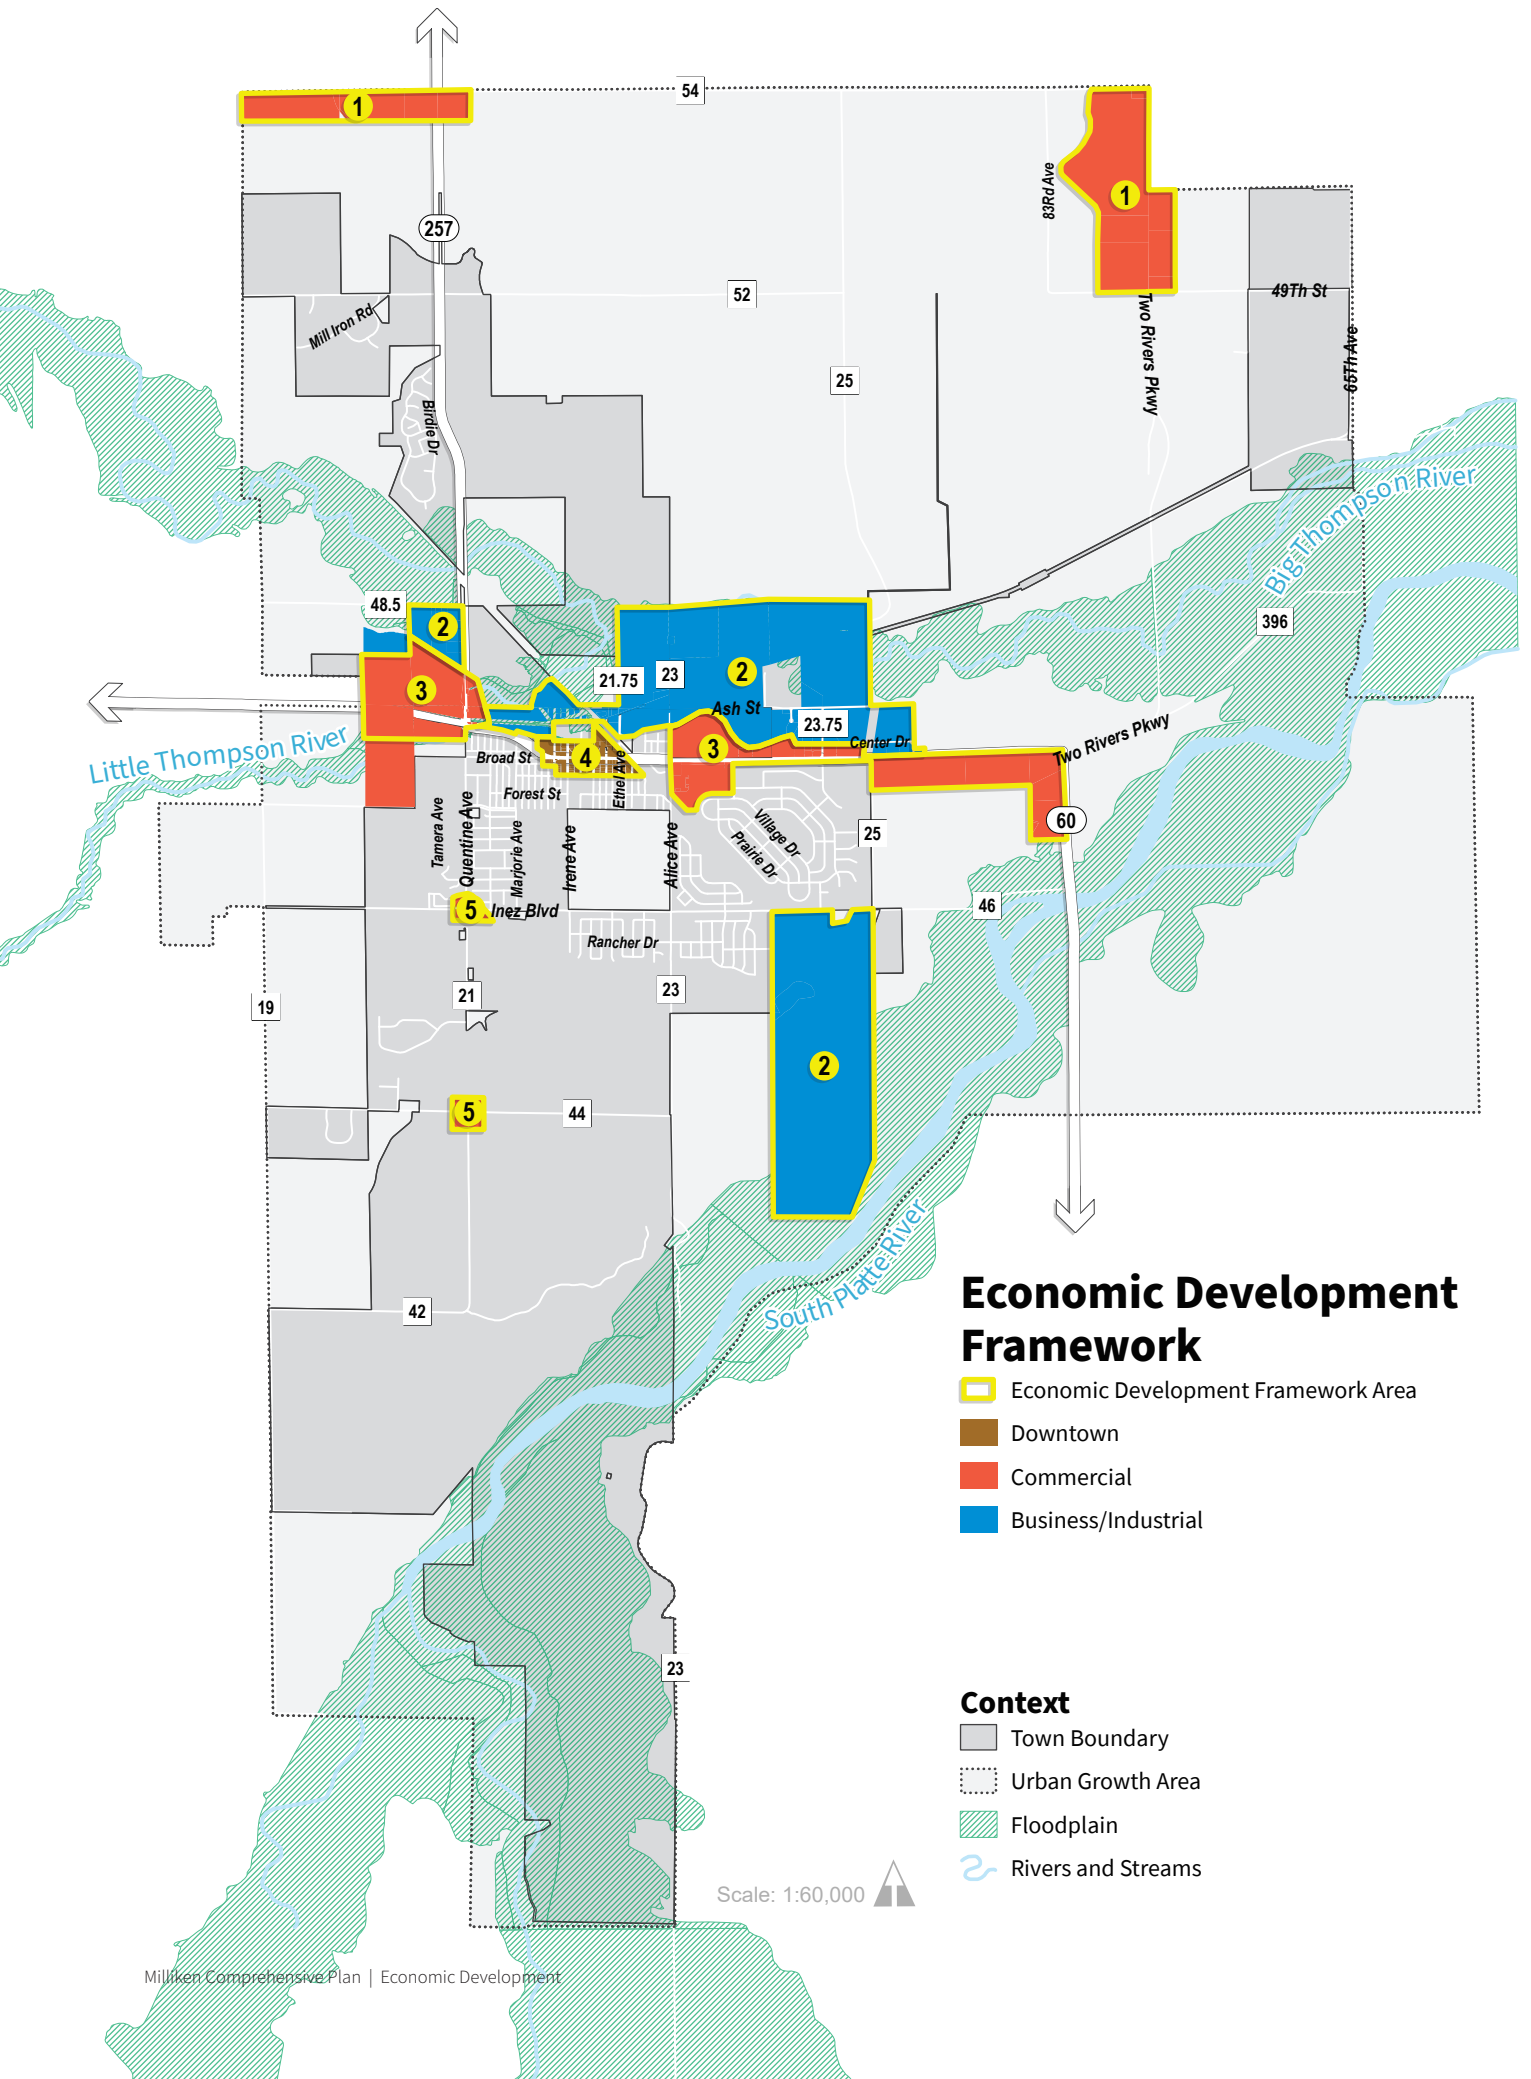 54
1
83Rd Ave
1
257
52
49Th St
Mill Iron Rd
Two Rivers Pkwy
65Th Ave
25
Birdie Dr
Big Thompson River
48.5
2
396
21.75
23
2
3
Ash St
23.75
Center Dr
Two Rivers Pkwy
Little Thompson River
Broad St
4
3
Ethel Ave
Forest St
60
Tamera Ave
Quentine Ave
Marjorie Ave
Irene Ave
Alice Ave
Village Dr
Prairie Dr
25
5
Inez Blvd
46
Rancher Dr
19
21
23
2
5
44
South Platte River
42
Economic Development
Framework
Economic Development Framework Area
Downtown
Commercial
Business/Industrial
23
Context
Town Boundary
Urban Growth Area
Floodplain
Rivers and Streams
Scale: 1:60,000
Milliken Comprehensive Plan | Economic Development